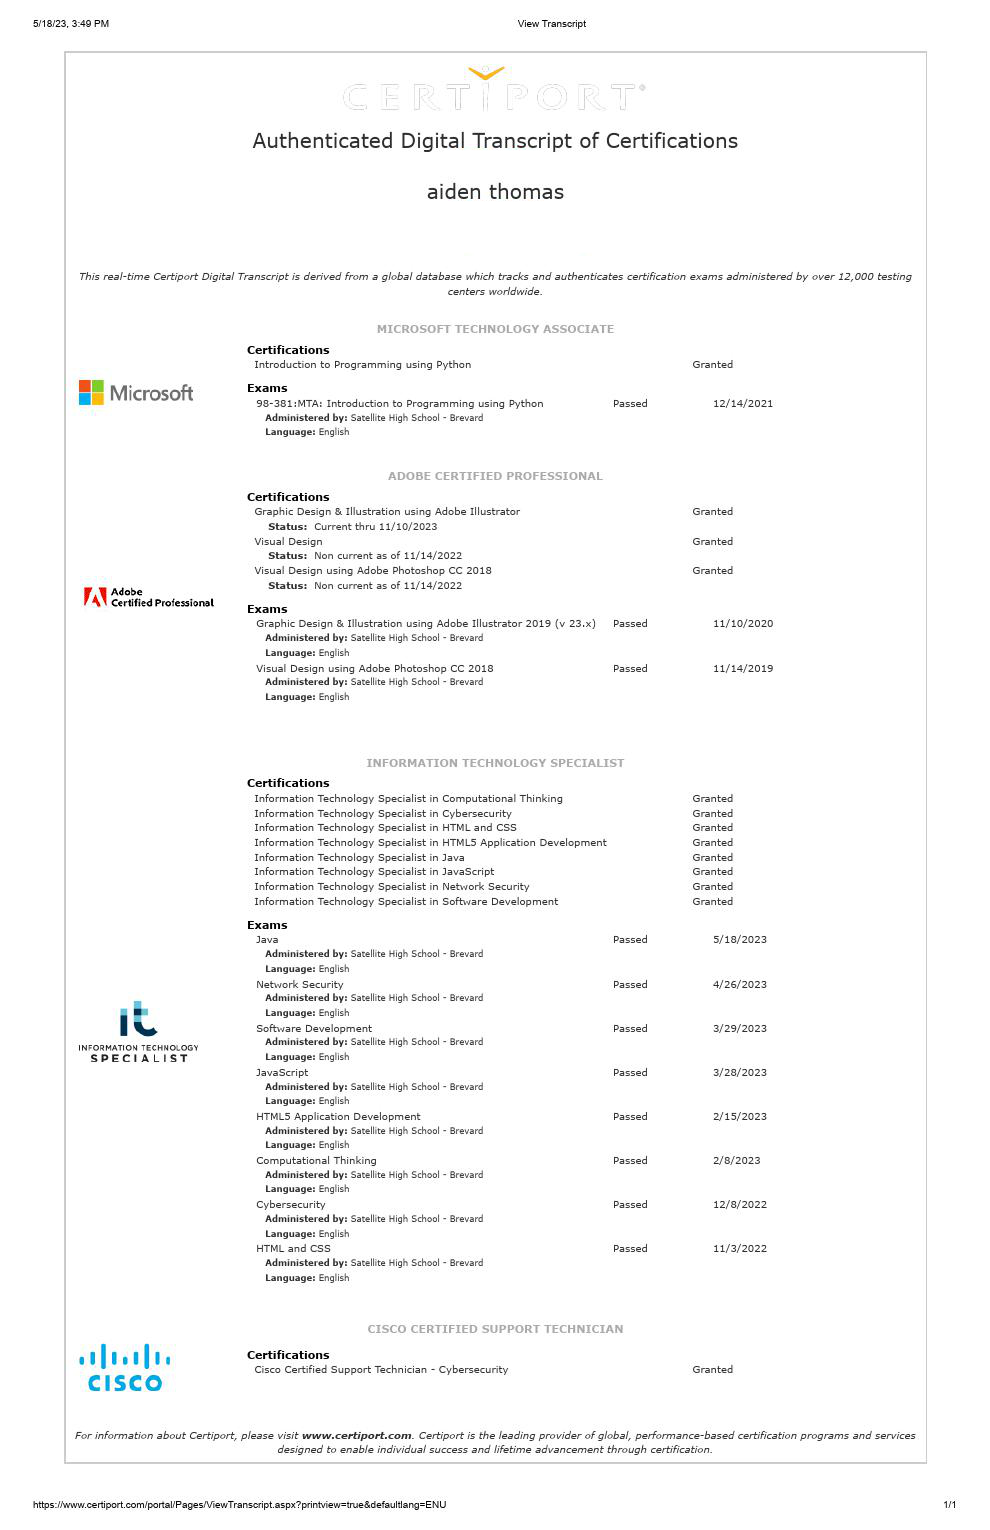 5/18/23, 3:49 PM View Transcript
CERTIPORT®
Authenticated Digital Transcript of Certifications
aiden thomas
This real-time Certiport Digital Transcript is derived from a global database which tracks and authenticates certification exams administered by over 12,000 testing
centers worldwide.
MICROSOFT TECHNOLOGY ASSOCIATE
Certifications
Introduction to Programming using Python Granted
Microsoft
Exams
98-381:MTA: Introduction to Programming using Python Passed 12/14/2021
Administered by: Satellite High School - Brevard
Language: English
ADOBE CERTIFIED PROFESSIONAL
Certifications
Graphic Design & Illustration using Adobe Illustrator Granted
Status: Current thru 11/10/2023
Visual Design Granted
Status: Non current as of 11/14/2022
Visual Design using Adobe Photoshop CC 2018 Granted
Status: Non current as of 11/14/2022
Adobe
Certified Professional
Exams
Graphic Design & Illustration using Adobe Illustrator 2019 (v 23.x) Passed 11/10/2020
Administered by: Satellite High School - Brevard
Language: English
Visual Design using Adobe Photoshop CC 2018 Passed 11/14/2019
Administered by: Satellite High School - Brevard
Language: English
INFORMATION TECHNOLOGY SPECIALIST
Certifications
Information Technology Specialist in Computational Thinking Granted
Information Technology Specialist in Cybersecurity Granted
Information Technology Specialist in HTML and CSS Granted
Information Technology Specialist in HTML5 Application Development Granted
Information Technology Specialist in Java Granted
Information Technology Specialist in JavaScript Granted
Information Technology Specialist in Network Security Granted
Information Technology Specialist in Software Development Granted
Exams
Java Passed 5/18/2023
Administered by: Satellite High School - Brevard
Language: English
Network Security Passed 4/26/2023
Administered by: Satellite High School - Brevard
Language: English
it
INFORMATION TECHNOLOGY
SPECIALIST
Software Development Passed 3/29/2023
Administered by: Satellite High School - Brevard
Language: English
JavaScript Passed 3/28/2023
Administered by: Satellite High School - Brevard
Language: English
HTML5 Application Development Passed 2/15/2023
Administered by: Satellite High School - Brevard
Language: English
Computational Thinking Passed 2/8/2023
Administered by: Satellite High School - Brevard
Language: English
Cybersecurity Passed 12/8/2022
Administered by: Satellite High School - Brevard
Language: English
HTML and CSS Passed 11/3/2022
Administered by: Satellite High School - Brevard
Language: English
CISCO CERTIFIED SUPPORT TECHNICIAN
CISCO
Certifications
Cisco Certified Support Technician - Cybersecurity Granted
For information about Certiport, please visit www.certiport.com. Certiport is the leading provider of global, performance-based certification programs and services
designed to enable individual success and lifetime advancement through certification.
https://www.certiport.com/portal/Pages/ViewTranscript.aspx?printview=true&defaultlang=ENU 1/1